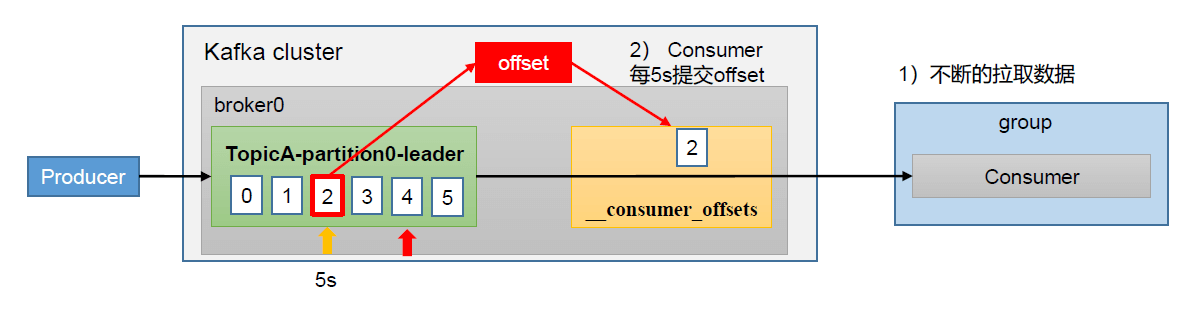 Kafka cluster
offset
2） Consumer
每5s提交offset
1）不断的拉取数据
broker0
group
TopicA-partition0-leader
2
Producer
Consumer
0 1 2 3 4 5
__consumer_offsets
5s